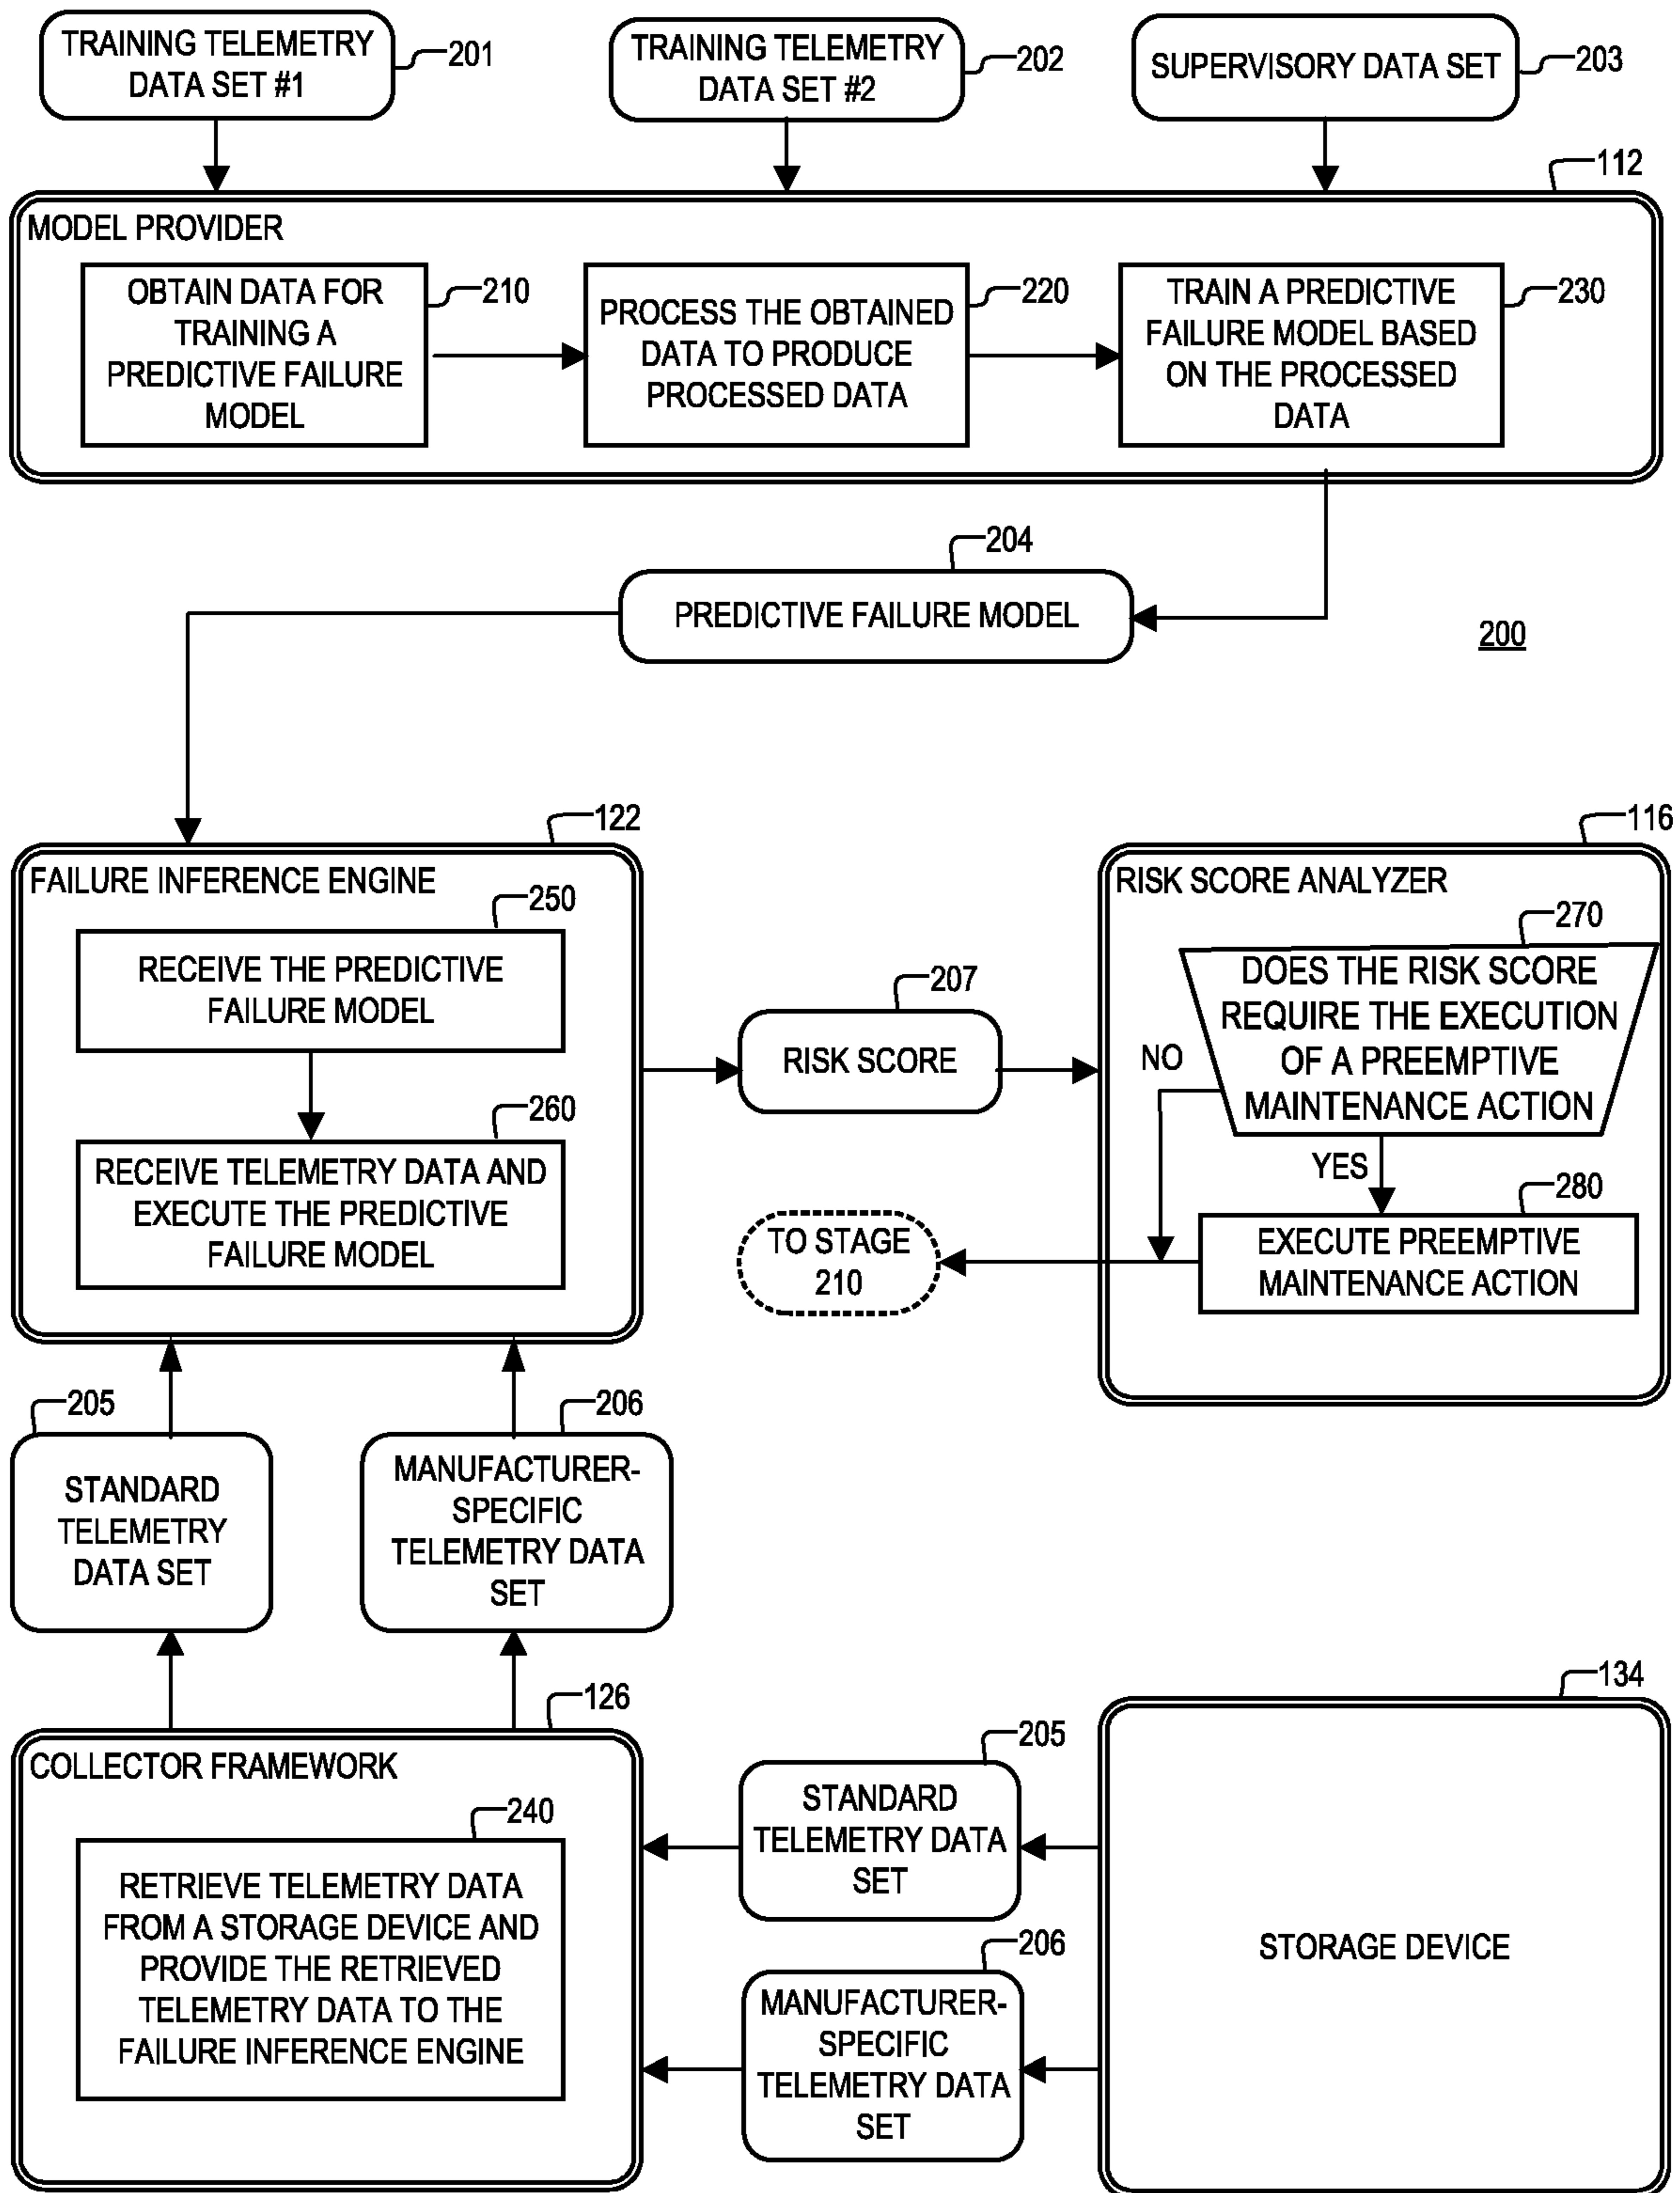 TRAINING TELEMETRY
DATA SET #1
201
TRAINING TELEMETRY
DATA SET #2
202
SUPERVISORY DATA SET
203
112
MODEL PROVIDER
OBTAIN DATA FOR
TRAINING A
PREDICTIVE FAILURE
MODEL
210
PROCESS THE OBTAINED
DATA TO PRODUCE
PROCESSED DATA
220
TRAIN A PREDICTIVE
FAILURE MODEL BASED
ON THE PROCESSED
DATA
230
204
PREDICTIVE FAILURE MODEL
200
122
FAILURE INFERENCE ENGINE
250
RECEIVE THE PREDICTIVE
FAILURE MODEL
260
RECEIVE TELEMETRY DATA AND
EXECUTE THE PREDICTIVE
FAILURE MODEL
207
RISK SCORE
116
RISK SCORE ANALYZER
270
DOES THE RISK SCORE
REQUIRE THE EXECUTION
OF A PREEMPTIVE
MAINTENANCE ACTION
NO
YES
280
EXECUTE PREEMPTIVE
MAINTENANCE ACTION
TO STAGE
210
205
STANDARD
TELEMETRY
DATA SET
206
MANUFACTURER-
SPECIFIC
TELEMETRY DATA
SET
126
COLLECTOR FRAMEWORK
240
RETRIEVE TELEMETRY DATA
FROM A STORAGE DEVICE AND
PROVIDE THE RETRIEVED
TELEMETRY DATA TO THE
FAILURE INFERENCE ENGINE
205
STANDARD
TELEMETRY DATA
SET
206
MANUFACTURER-
SPECIFIC
TELEMETRY DATA
SET
134
STORAGE DEVICE